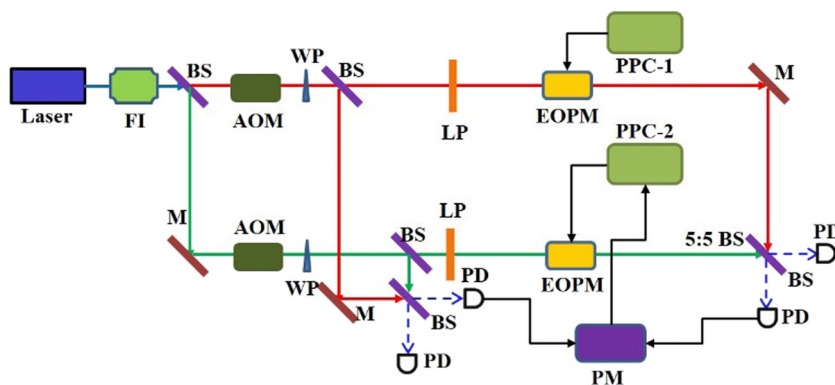 WP
BS
PPC-1
M
BS
Laser
FI
AOM
LP
EOPM
PPC-2
M
AOM
LP
BS
5:5 BS
PD
WP
PD
EOPM
BS
M
BS
PD
PD
PM